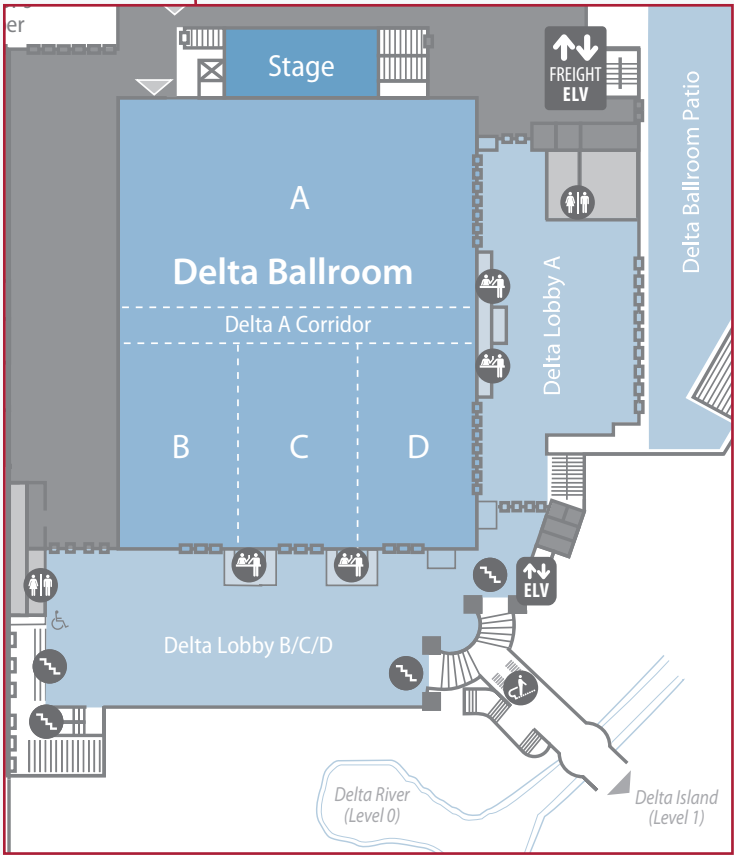 er
Stage
FREIGHT
ELV
Delta Ballroom Patio
A
Delta Ballroom
Delta A Corridor
Delta Lobby A
B
C
D
ELV
Delta Lobby B/C/D
Delta River
(Level 0)
Delta Island
(Level 1)